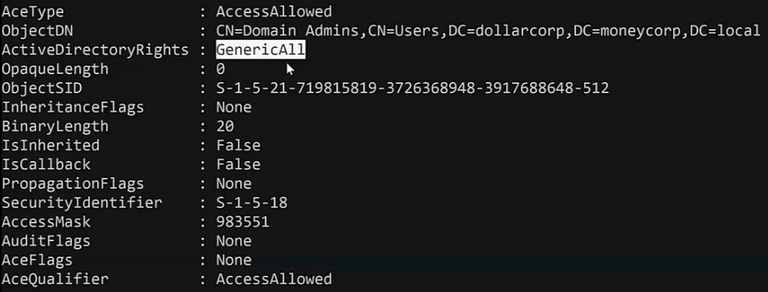 AceType : AccessAllowed
ObjectDN : CN=Domain Admins,CN=Users,DC=dollarcorp,DC=moneycorp,DC=local
ActiveDirectoryRights : GenericAll
OpaqueLength : 0
ObjectSID : S-1-5-21-719815819-3726368948-3917688648-512
InheritanceFlags : None
BinaryLength : 20
IsInherited : False
IsCallback : False
PropagationFlags : None
SecurityIdentifier : S-1-5-18
AccessMask : 983551
AuditFlags : None
AceFlags : None
AceQualifier : AccessAllowed